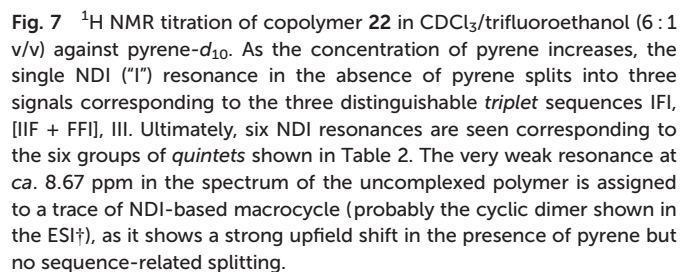 Fig. 7 ¹H NMR titration of copolymer 22 in CDCl₃/trifluoroethanol (6 : 1
v/v) against pyrene-d₁₀. As the concentration of pyrene increases, the
single NDI (“I”) resonance in the absence of pyrene splits into three
signals corresponding to the three distinguishable triplet sequences IFI,
[IIF + FFI], III. Ultimately, six NDI resonances are seen corresponding to
the six groups of quintets shown in Table 2. The very weak resonance at
ca. 8.67 ppm in the spectrum of the uncomplexed polymer is assigned
to a trace of NDI-based macrocycle (probably the cyclic dimer shown in
the ESI†), as it shows a strong upfield shift in the presence of pyrene but
no sequence-related splitting.